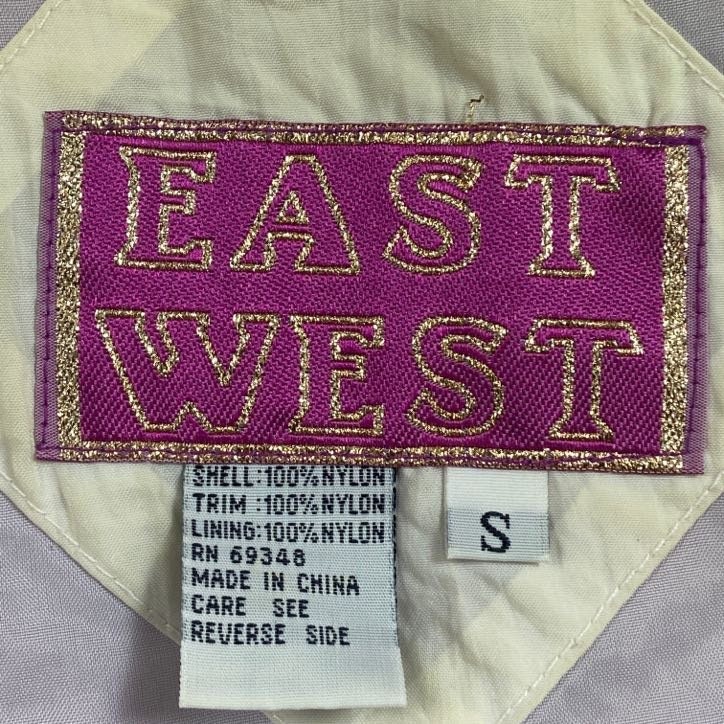 EAST
WEST
SHELL:100%NYLON
TRIM :100%NYLON
LINING:100%NYLON
RN 69348
MADE IN CHINA
CARE SEE
REVERSE SIDE
S